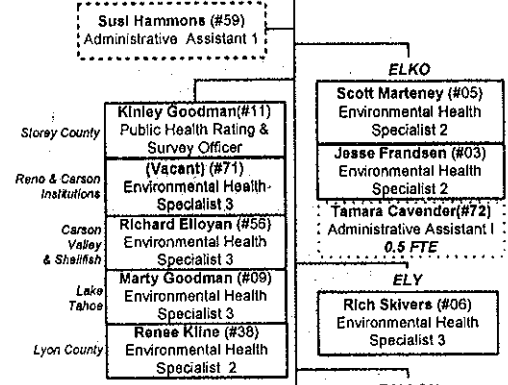 Susi Hammons (#59)
Administrative Assistant 1
Storey County
Kinley Goodman(#11)
Public Health Rating &
Survey Officer
Reno & Carson
Institutions
(Vacant) (#71)
Environmental Health
Specialist 3
Carson
Valley
& Shellfish
Richard Elloyan (#56)
Environmental Health
Specialist 3
Lake
Tahoe
Marty Goodman (#09)
Environmental Health
Specialist 3
Lyon County
Renee Kline (#38)
Environmental Health
Specialist 2
ELKO
Scott Marteney (#05)
Environmental Health
Specialist 2
Jesse Frandsen (#03)
Environmental Health
Specialist 2
Tamara Cavender(#72)
Administrative Assistant I
0.5 FTE
ELY
Rich Skivers (#06)
Environmental Health
Specialist 3